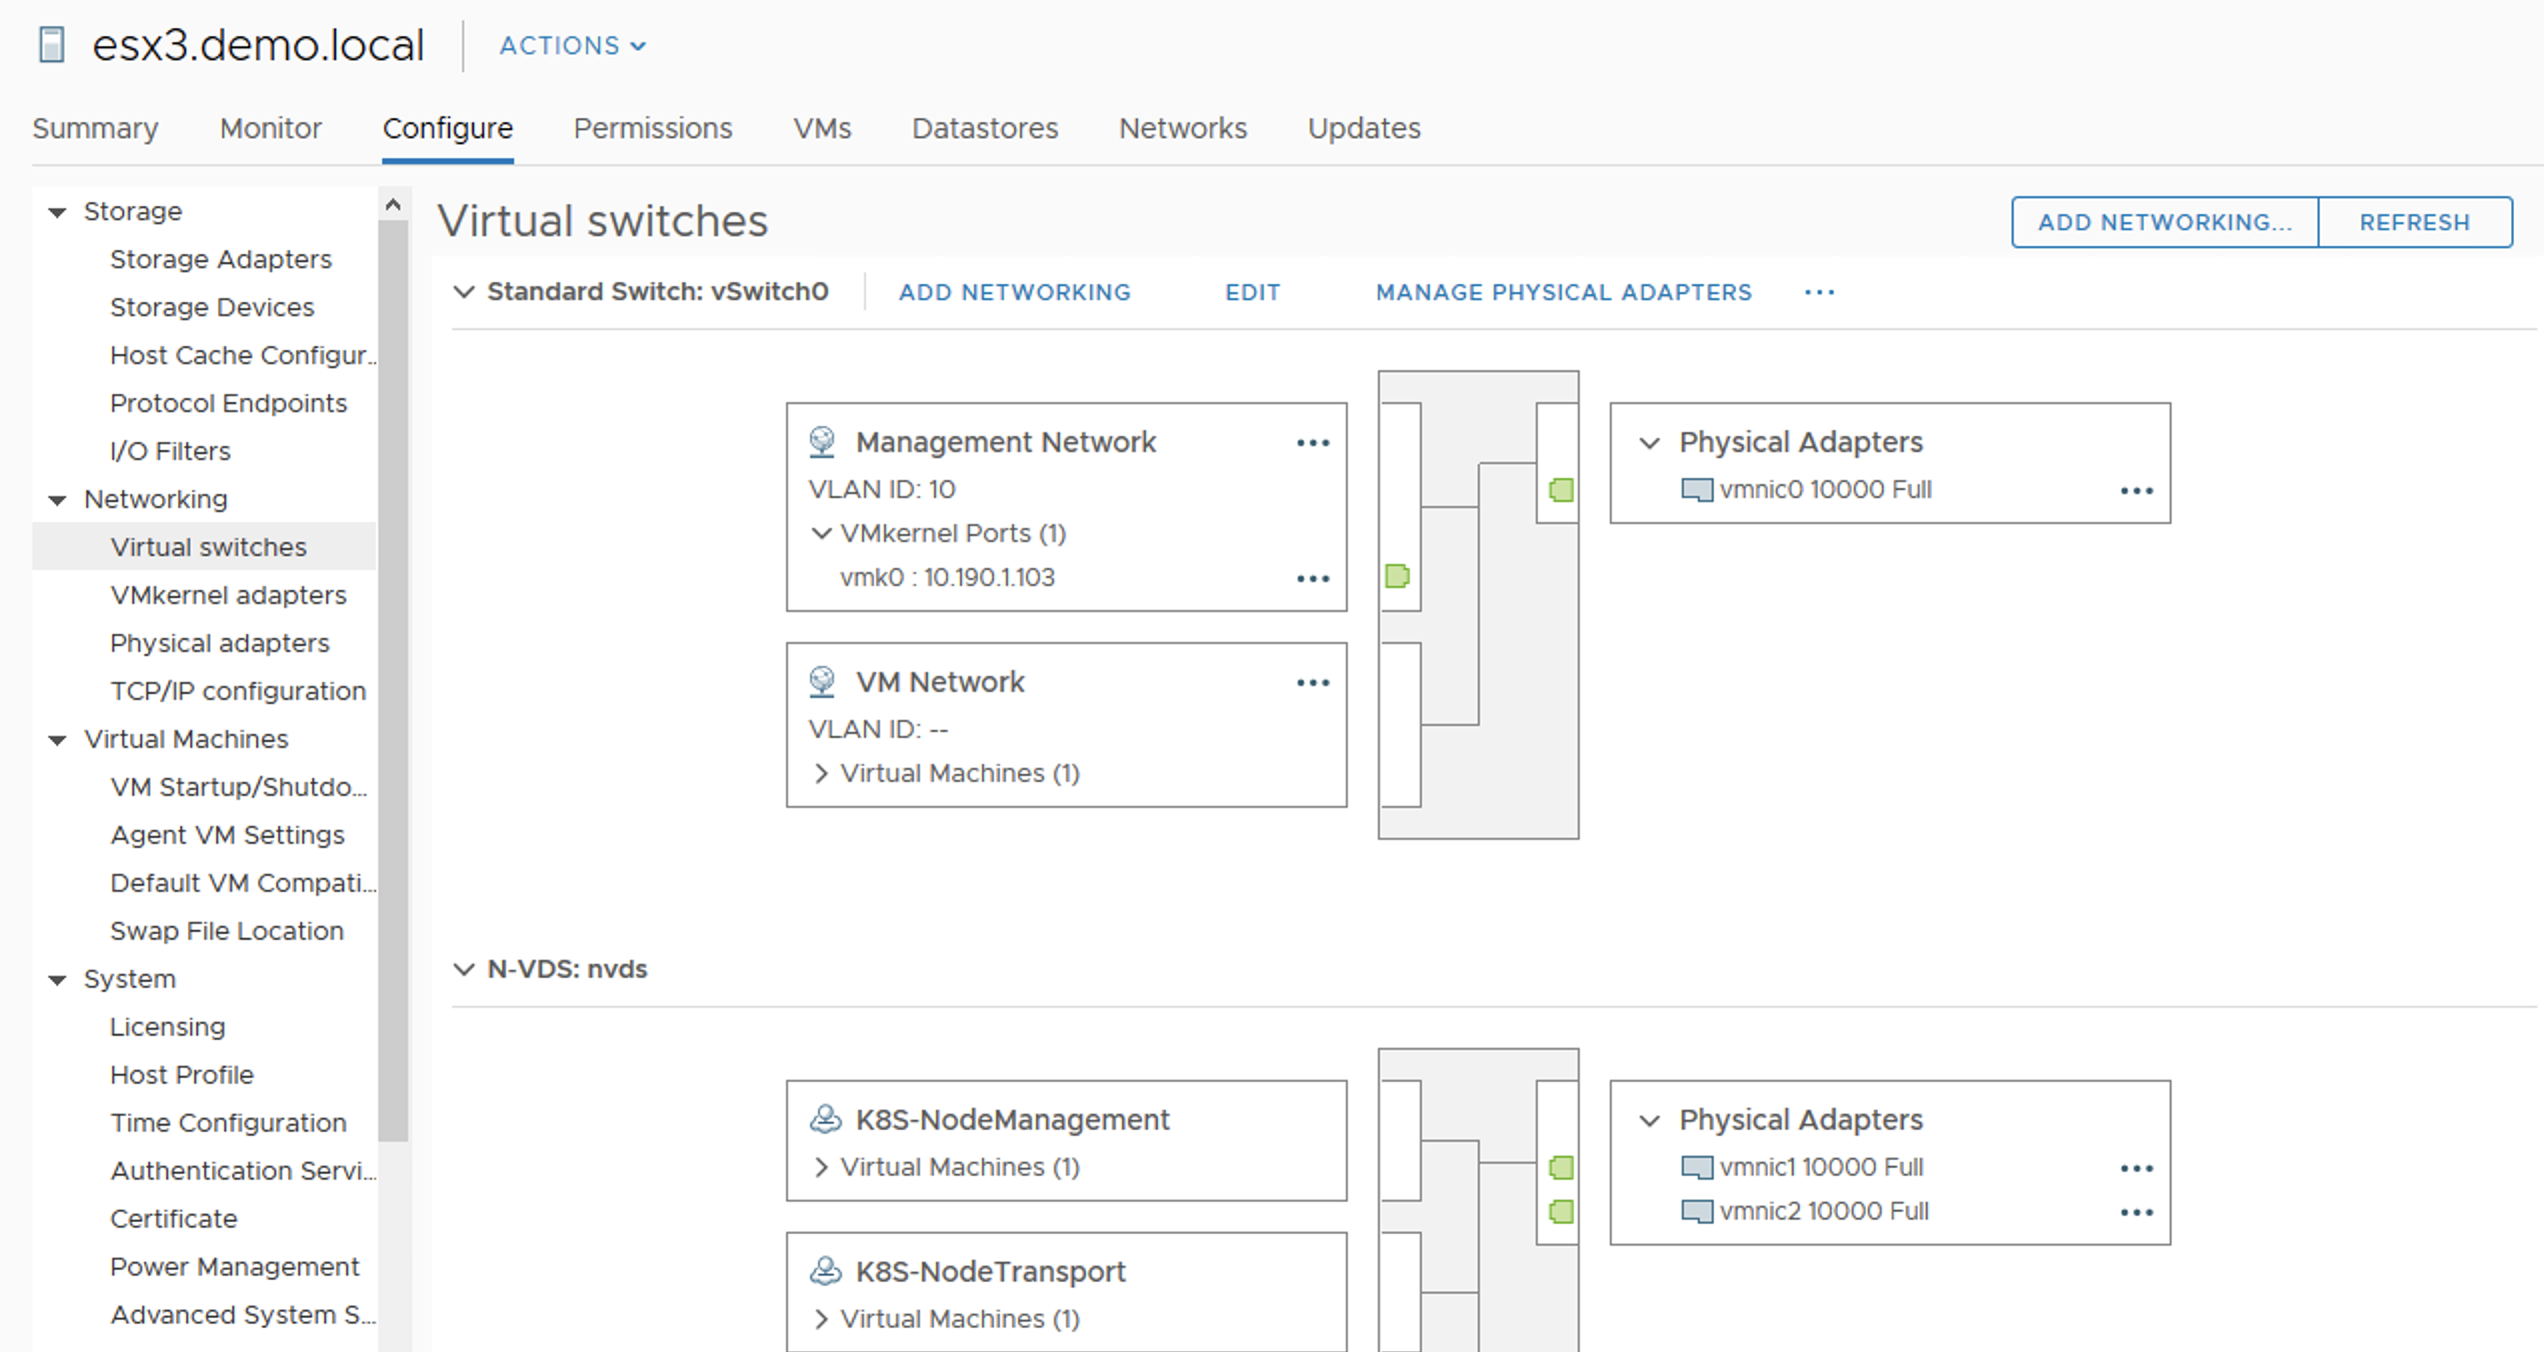 esx3.demo.local
ACTIONS
Summary Monitor Configure Permissions VMs Datastores Networks Updates
Storage
Storage Adapters
Storage Devices
Host Cache Configur..
Protocol Endpoints
I/O Filters
Networking
Virtual switches
VMkernel adapters
Physical adapters
TCP/IP configuration
Virtual Machines
VM Startup/Shutdo...
Agent VM Settings
Default VM Compati...
Swap File Location
System
Licensing
Host Profile
Time Configuration
Authentication Servi...
Certificate
Power Management
Advanced System S...
Virtual switches
ADD NETWORKING...
REFRESH
Standard Switch: vSwitch0
ADD NETWORKING
EDIT
MANAGE PHYSICAL ADAPTERS
...
Management Network
VLAN ID: 10
VMkernel Ports (1)
vmk0 : 10.190.1.103
VM Network
VLAN ID: --
Virtual Machines (1)
Physical Adapters
vmnic0 10000 Full
N-VDS: nvds
K8S-NodeManagement
Virtual Machines (1)
K8S-NodeTransport
Virtual Machines (1)
Physical Adapters
vmnic1 10000 Full
vmnic2 10000 Full